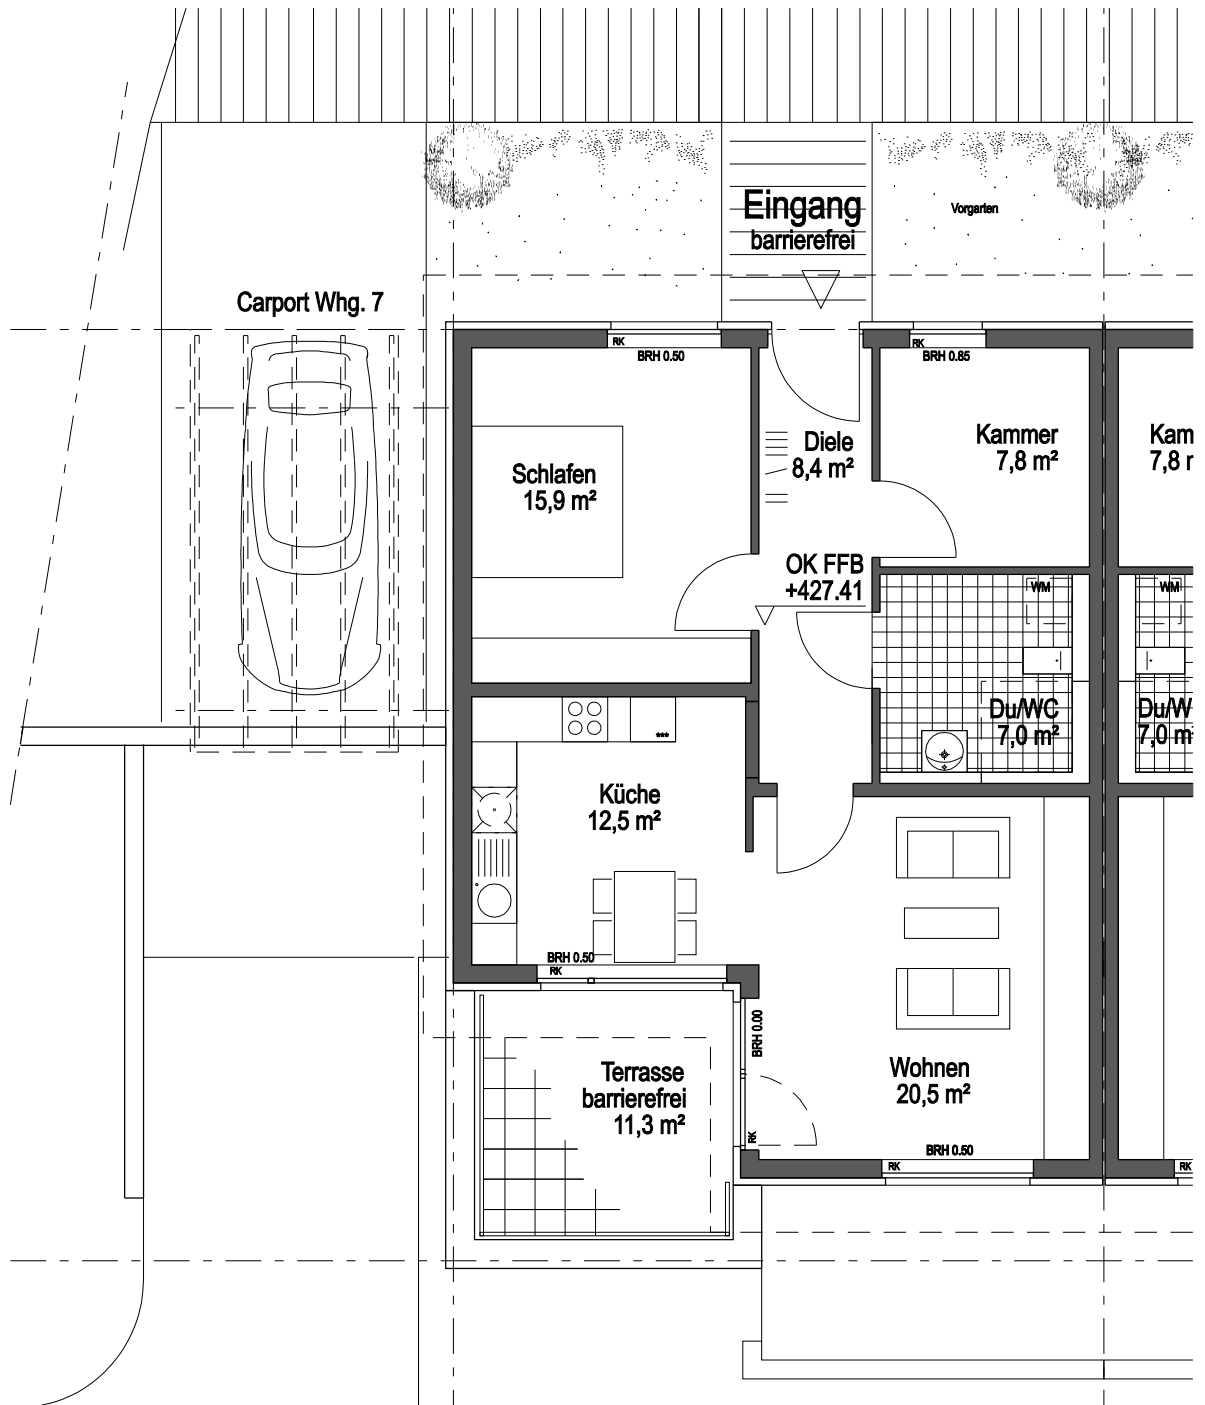 Eingang
barrierefrei
Vorgarten
Carport Whg. 7
RK
BRH 0.50
RK
BRH 0.85
Diele
8,4 m²
Kammer
7,8 m²
Kam
7,8 r
Schlafen
15,9 m²
OK FFB
+427.41
WM
WM
Du/WC
7,0 m²
Du/W
7,0 m
***
Küche
12,5 m²
BRH 0.50
RK
BRH 0.00
RK
Terrasse
barrierefrei
11,3 m²
Wohnen
20,5 m²
BRH 0.50
RK
RK